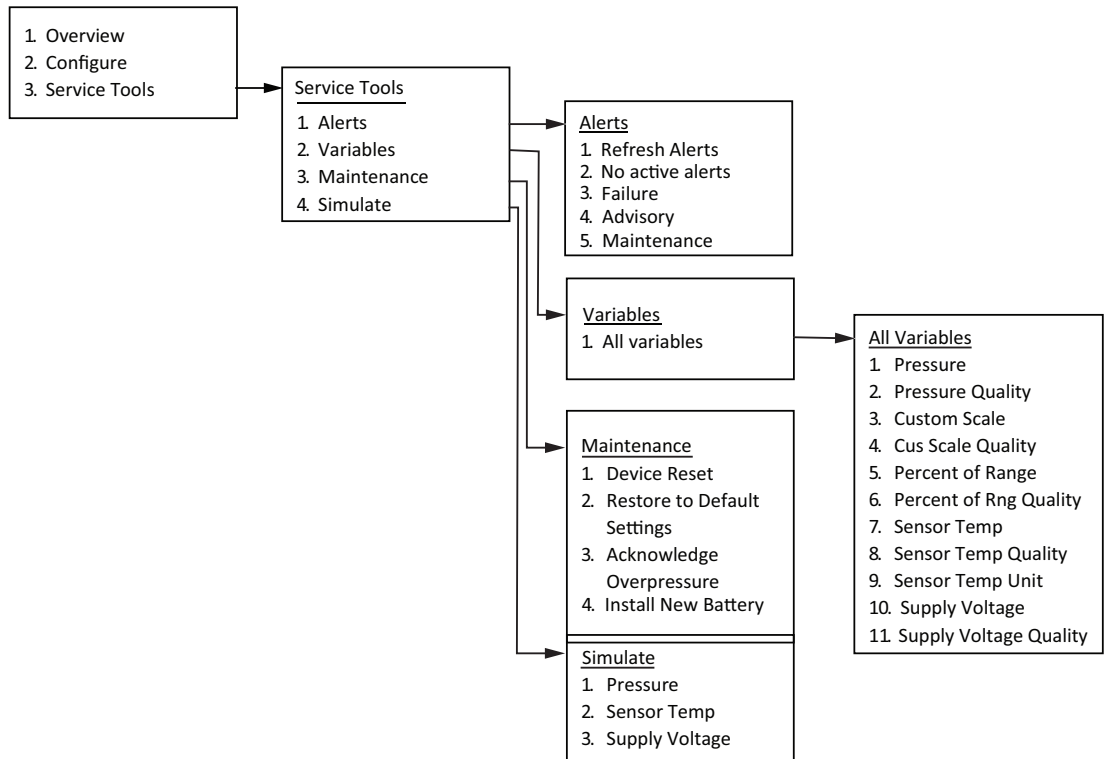 1. Overview
2. Configure
3. Service Tools
Service Tools
1. Alerts
2. Variables
3. Maintenance
4. Simulate
Alerts
1. Refresh Alerts
2. No active alerts
3. Failure
4. Advisory
5. Maintenance
Variables
1. All variables
All Variables
1. Pressure
2. Pressure Quality
3. Custom Scale
4. Cus Scale Quality
5. Percent of Range
6. Percent of Rng Quality
7. Sensor Temp
8. Sensor Temp Quality
9. Sensor Temp Unit
10. Supply Voltage
11. Supply Voltage Quality
Maintenance
1. Device Reset
2. Restore to Default
Settings
3. Acknowledge
Overpressure
4. Install New Battery
Simulate
1. Pressure
2. Sensor Temp
3. Supply Voltage